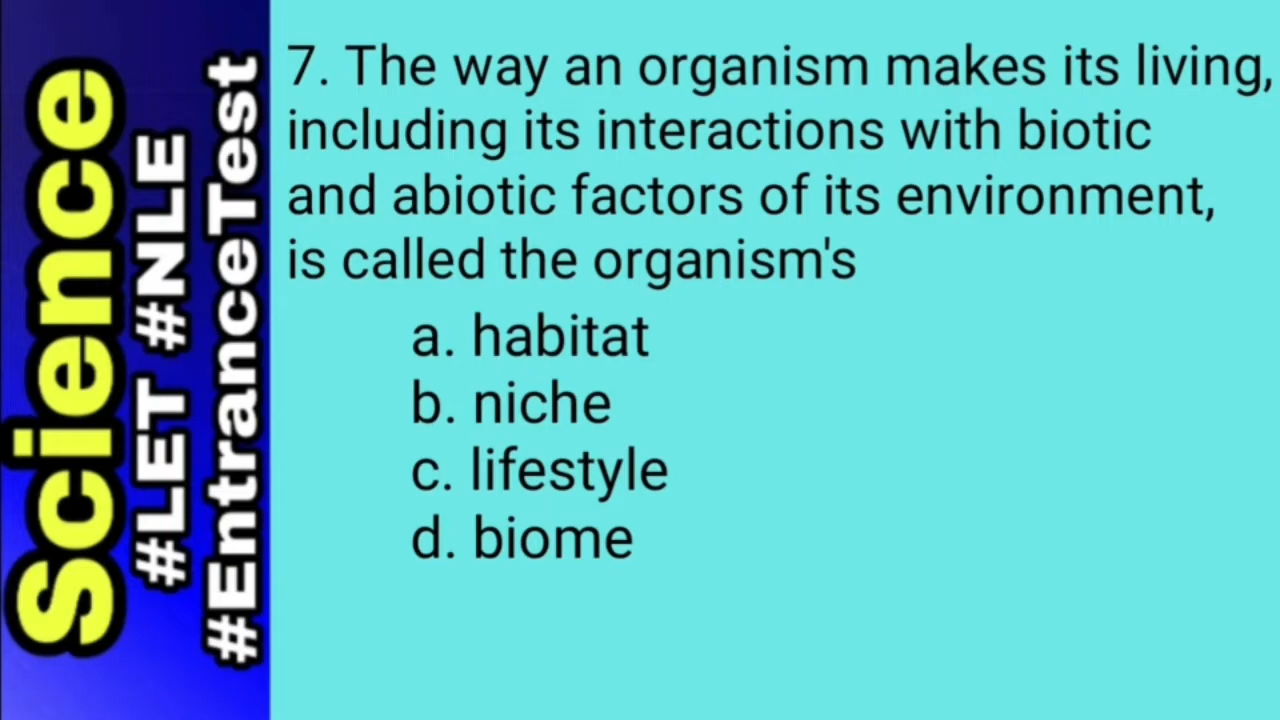 Science
#LET #NLE
#EntranceTest
7. The way an organism makes its living,
including its interactions with biotic
and abiotic factors of its environment,
is called the organism's
a. habitat
b. niche
c. lifestyle
d. biome